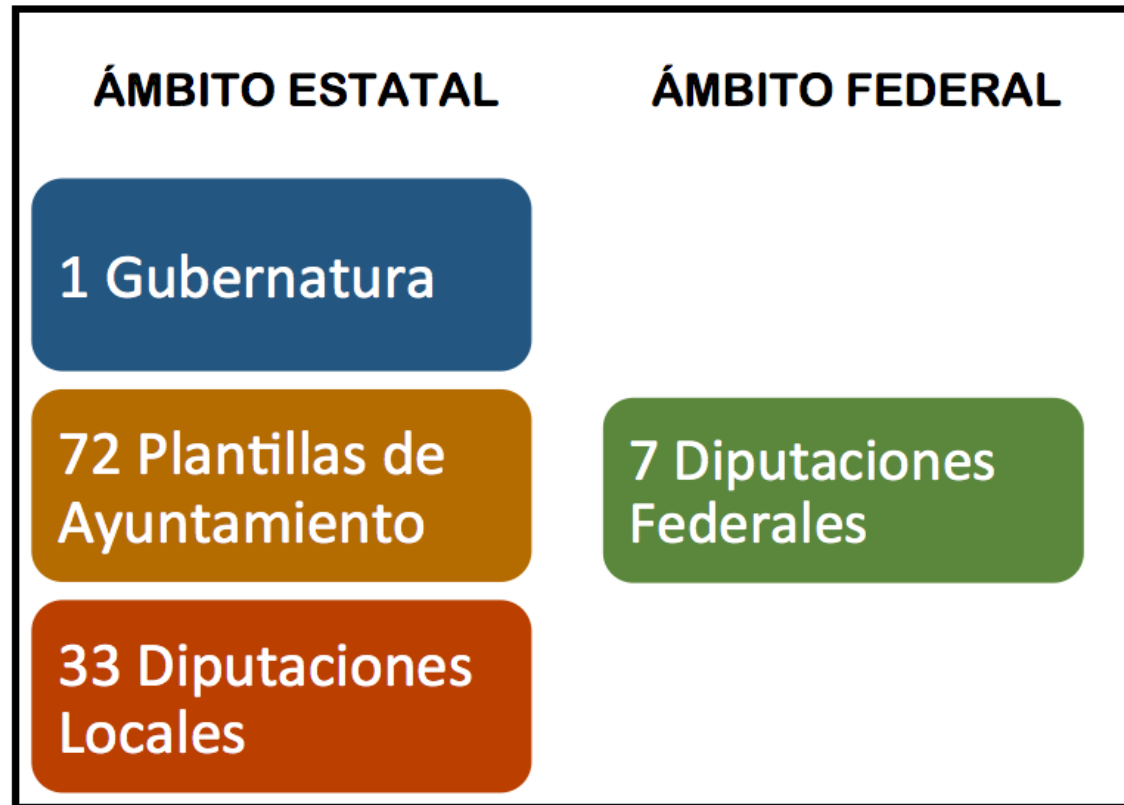 ÁMBITO ESTATAL
1 Gubernatura
72 Plantillas de
Ayuntamiento
33 Diputaciones
Locales
ÁMBITO FEDERAL
7 Diputaciones
Federales